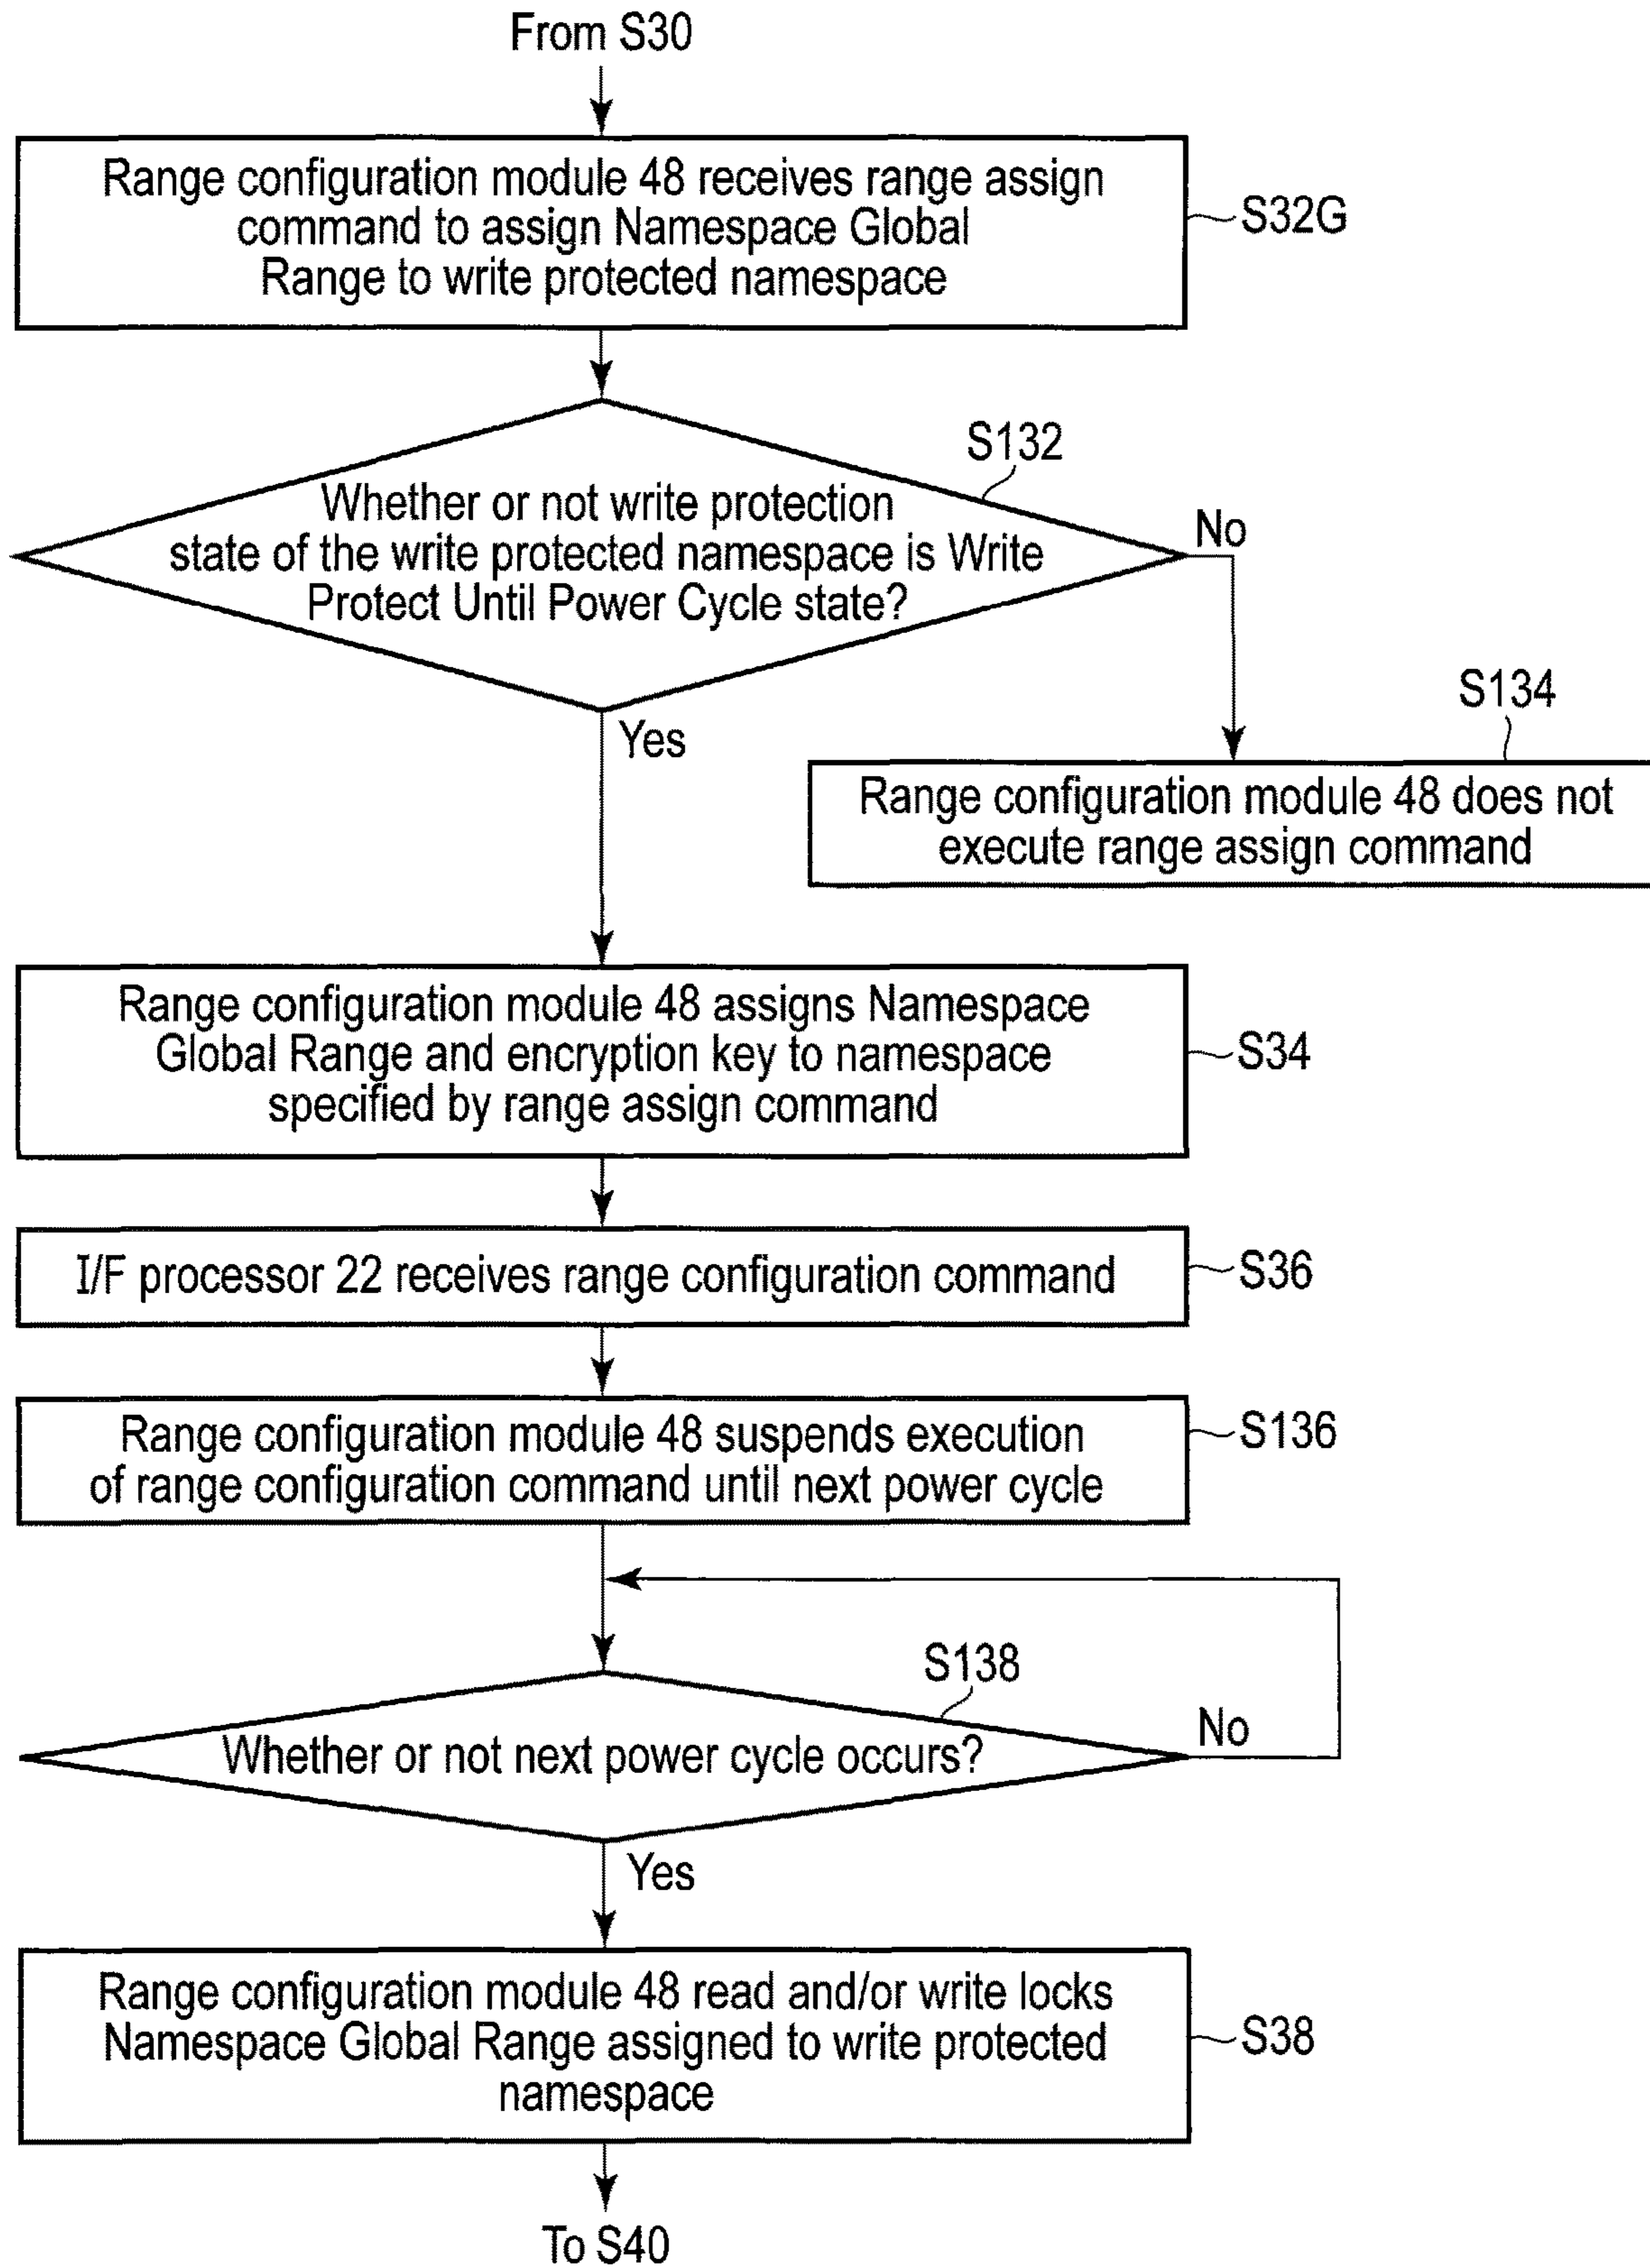 From S30
Range configuration module 48 receives range assign
command to assign Namespace Global
Range to write protected namespace
S32G
S132
Whether or not write protection
state of the write protected namespace is Write
Protect Until Power Cycle state?
No
Yes
S134
Range configuration module 48 does not
execute range assign command
Range configuration module 48 assigns Namespace
Global Range and encryption key to namespace
specified by range assign command
S34
I/F processor 22 receives range configuration command
S36
Range configuration module 48 suspends execution
of range configuration command until next power cycle
S136
S138
Whether or not next power cycle occurs?
No
Yes
Range configuration module 48 read and/or write locks
Namespace Global Range assigned to write protected
namespace
S38
To S40